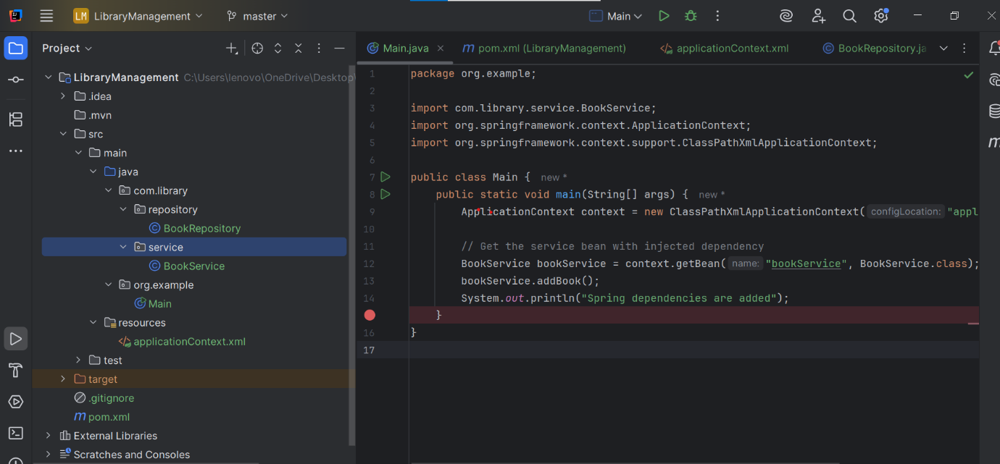 LM LibraryManagement
master
Main
Project
Main.java
pom.xml (LibraryManagement)
applicationContext.xml
BookRepository.ja
LibraryManagement C:\Users\lenovo\OneDrive\Desktop
.idea
.mvn
src
main
java
com.library
repository
BookRepository
service
BookService
org.example
Main
resources
applicationContext.xml
test
target
.gitignore
pom.xml
External Libraries
Scratches and Consoles
1 package org.example;
2
3 import com.library.service.BookService;
4 import org.springframework.context.ApplicationContext;
5 import org.springframework.context.support.ClassPathXmlApplicationContext;
6
7 public class Main { new *
8 public static void main(String[] args) { new *
9 ApplicationContext context = new ClassPathXmlApplicationContext( configLocation: "appl
10
11 // Get the service bean with injected dependency
12 BookService bookService = context.getBean( name: "bookService", BookService.class);
13 bookService.addBook();
14 System.out.println("Spring dependencies are added");
}
16 }
17